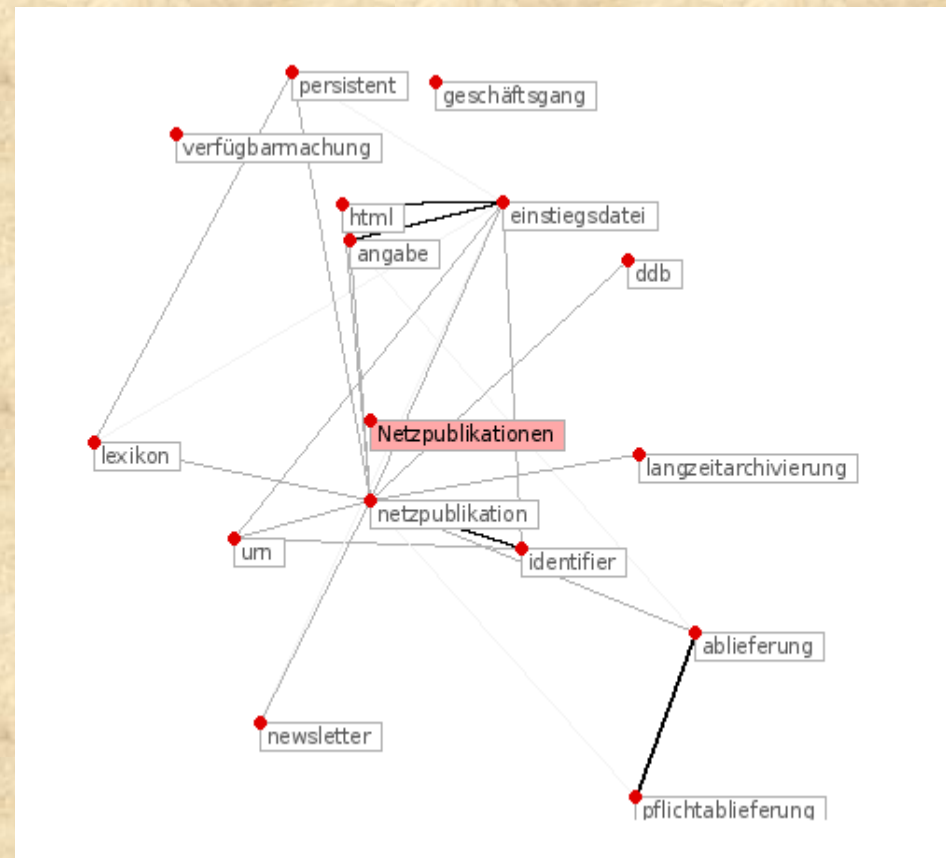 persistent
geschäftsgang
verfügbarmachung
html
einstiegsdatei
angabe
ddb
Netzpublikationen
lexikon
langzeitarchivierung
netzpublikation
urn
identifier
ablieferung
newsletter
pflichtablieferung